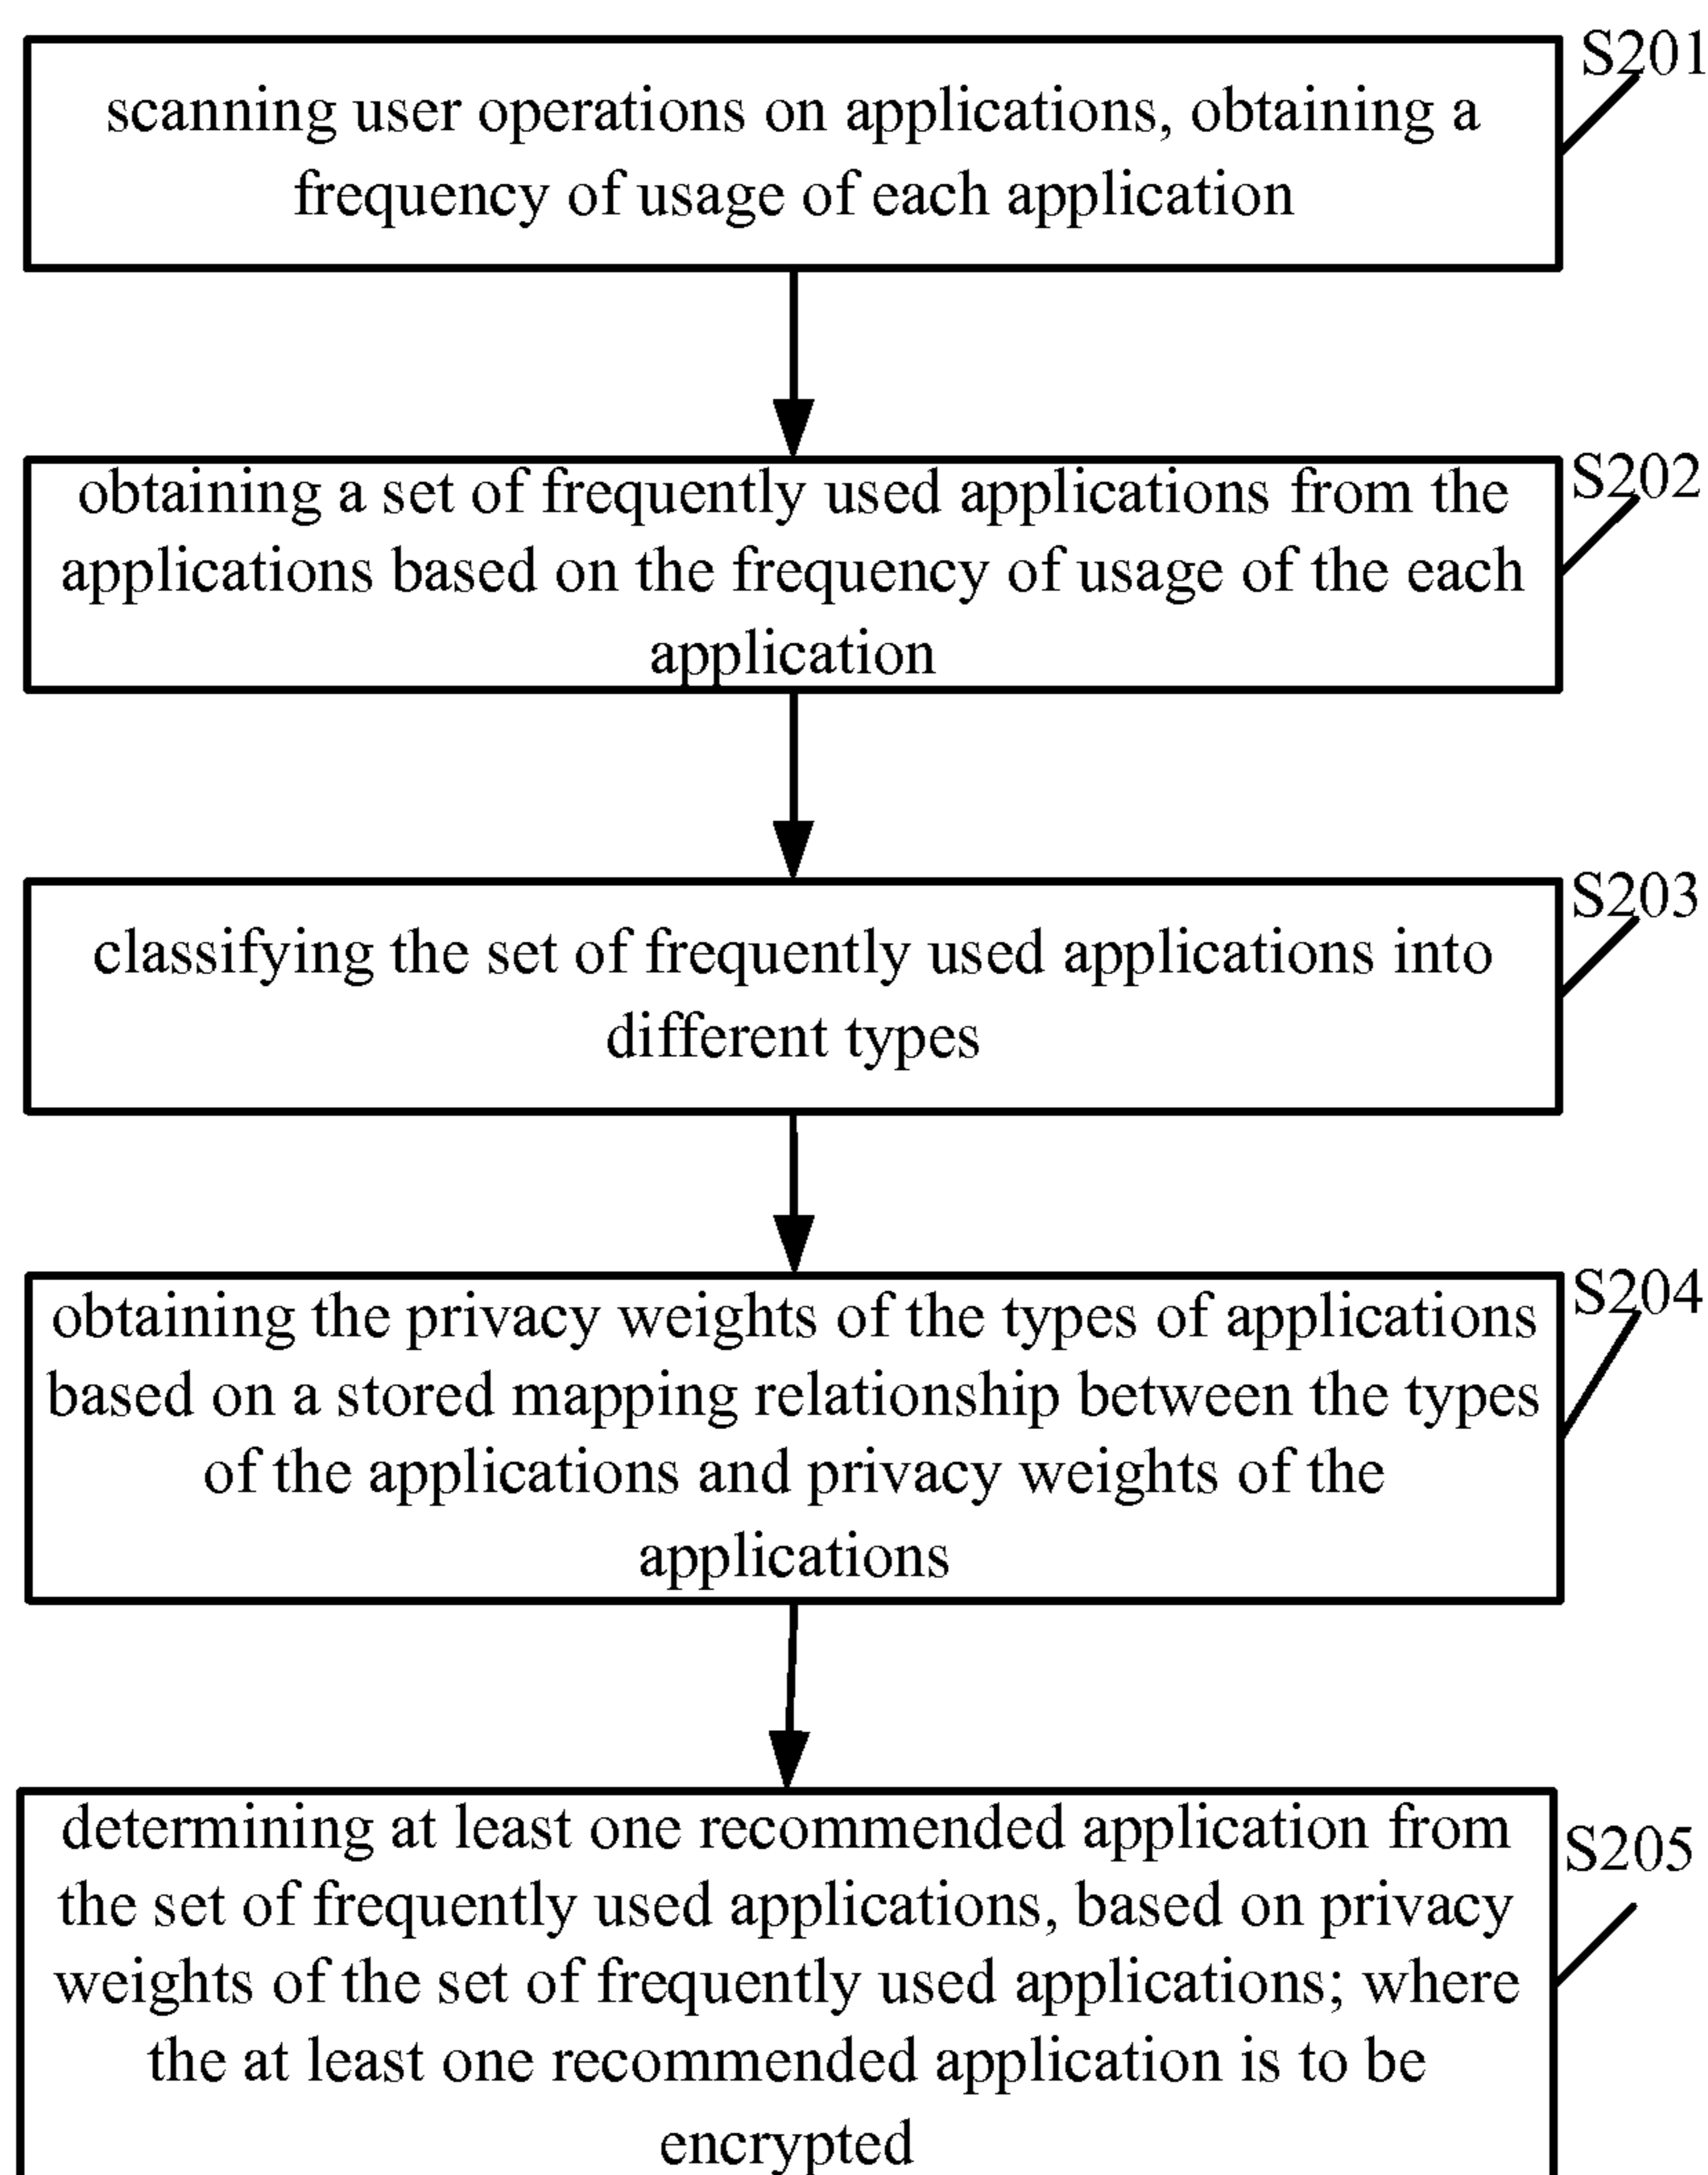 S201
scanning user operations on applications, obtaining a
frequency of usage of each application
S202
obtaining a set of frequently used applications from the
applications based on the frequency of usage of the each
application
S203
classifying the set of frequently used applications into
different types
S204
obtaining the privacy weights of the types of applications
based on a stored mapping relationship between the types
of the applications and privacy weights of the
applications
S205
determining at least one recommended application from
the set of frequently used applications, based on privacy
weights of the set of frequently used applications; where
the at least one recommended application is to be
encrypted